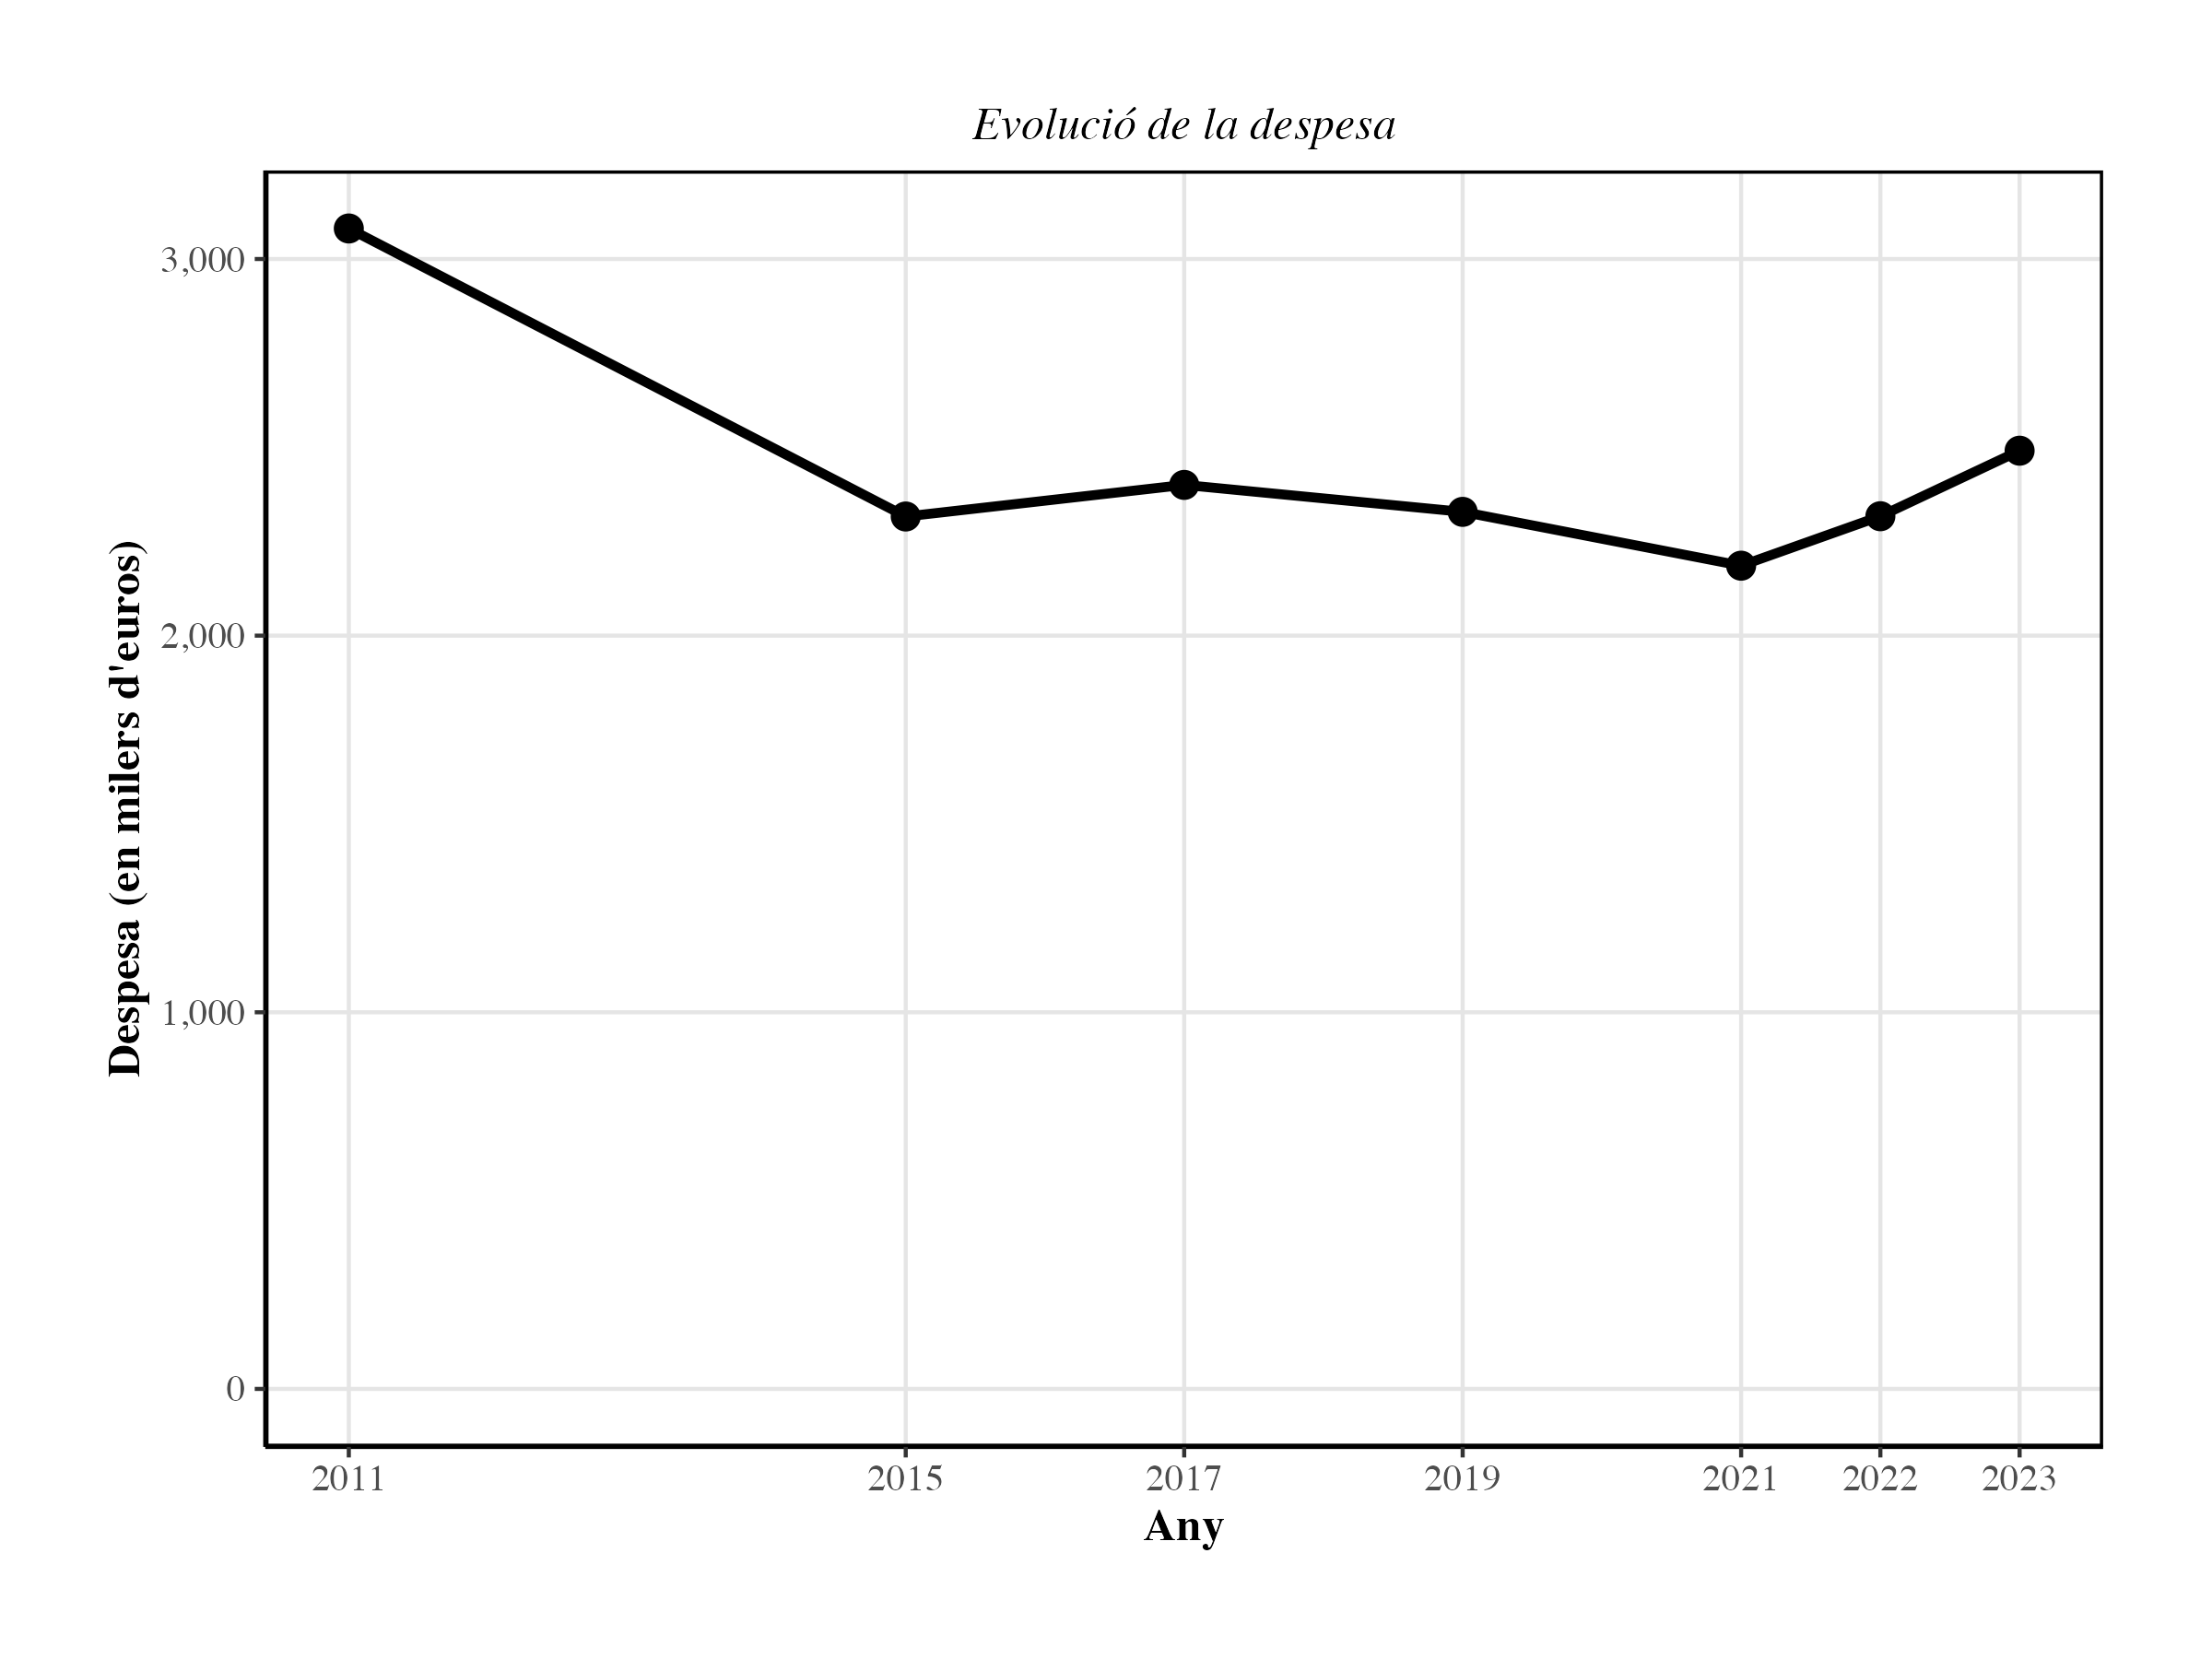 Evolució de la despesa
Despesa (en milers d'euros)
3,000
2,000
1,000
0
2011 2015 2017 2019 2021 2022 2023
Any